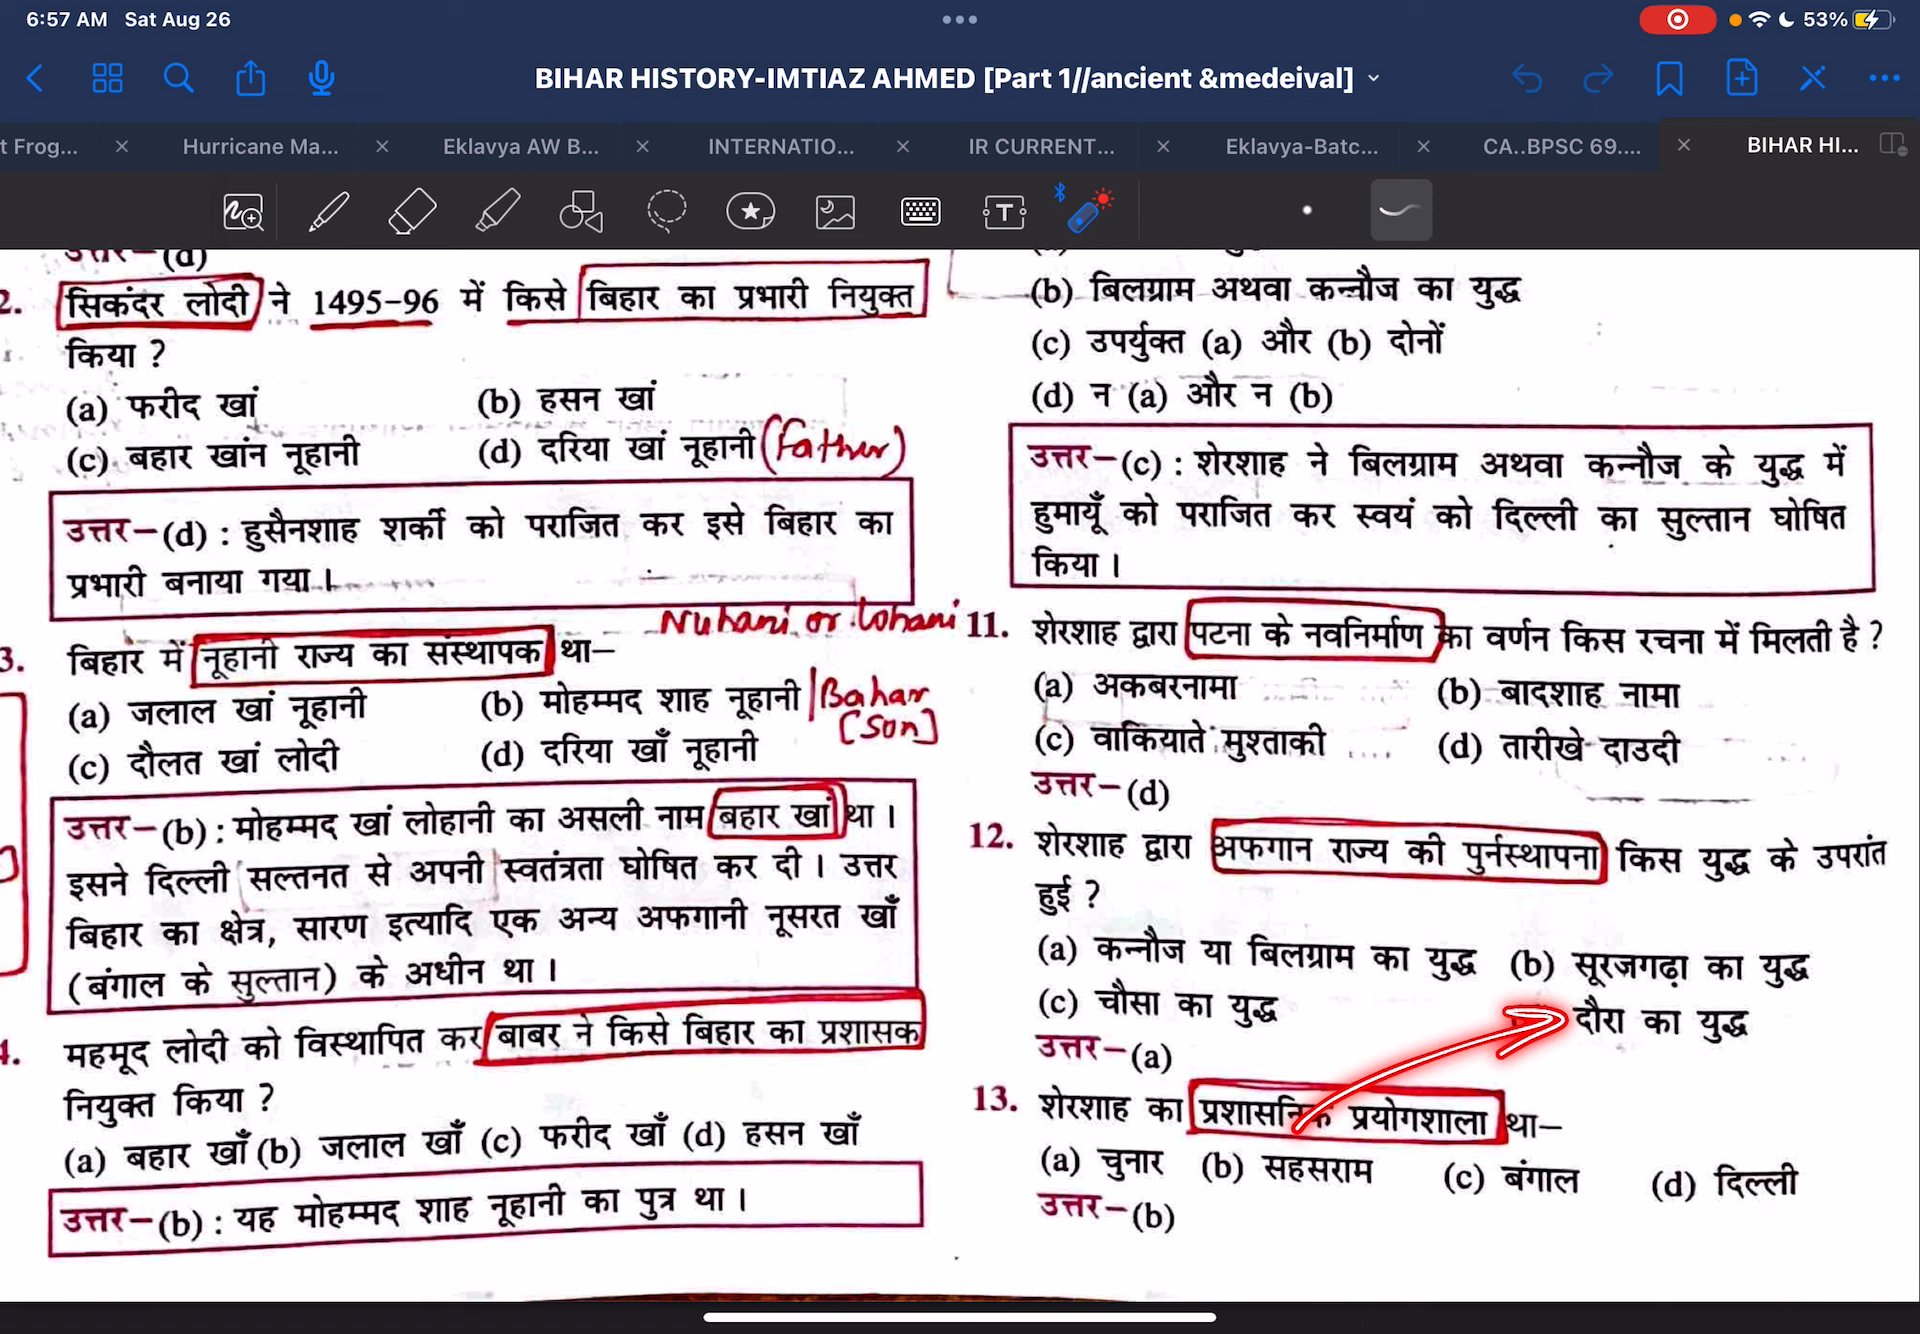 6:57 AM Sat Aug 26
53%
BIHAR HISTORY-IMTIAZ AHMED [Part 1//ancient &medeival]
t Frog...
Hurricane Ma...
Eklavya AW B...
INTERNATIO...
IR CURRENT...
Eklavya-Batc...
CA..BPSC 69....
BIHAR HI...
उत्तर–(d)
2. सिकंदर लोदी ने 1495-96 में किसे बिहार का प्रभारी नियुक्त
किया ?
(a) फरीद खां (b) हसन खां
(c) बहार खांन नूहानी (d) दरिया खां नूहानी (Father)
उत्तर–(d) : हुसैनशाह शर्की को पराजित कर इसे बिहार का
प्रभारी बनाया गया।
Nuhani or Lohani
3. बिहार में नूहानी राज्य का संस्थापक था–
(a) जलाल खां नूहानी (b) मोहम्मद शाह नूहानी / Bahar
[Son]
(c) दौलत खां लोदी (d) दरिया खाँ नूहानी
उत्तर–(b) : मोहम्मद खां लोहानी का असली नाम बहार खां था।
इसने दिल्ली सल्तनत से अपनी स्वतंत्रता घोषित कर दी। उत्तर
बिहार का क्षेत्र, सारण इत्यादि एक अन्य अफगानी नूसरत खाँ
(बंगाल के सुल्तान) के अधीन था।
4. महमूद लोदी को विस्थापित कर बाबर ने किसे बिहार का प्रशासक
नियुक्त किया ?
(a) बहार खाँ (b) जलाल खाँ (c) फरीद खाँ (d) हसन खाँ
उत्तर–(b) : यह मोहम्मद शाह नूहानी का पुत्र था।
(b) बिलग्राम अथवा कन्नौज का युद्ध
(c) उपर्युक्त (a) और (b) दोनों
(d) न (a) और न (b)
उत्तर–(c) : शेरशाह ने बिलग्राम अथवा कन्नौज के युद्ध में
हुमायूँ को पराजित कर स्वयं को दिल्ली का सुल्तान घोषित
किया।
11. शेरशाह द्वारा पटना के नवनिर्माण का वर्णन किस रचना में मिलती है ?
(a) अकबरनामा (b) बादशाह नामा
(c) वाकियाते मुश्ताकी (d) तारीखे दाउदी
उत्तर–(d)
12. शेरशाह द्वारा अफगान राज्य की पुर्नस्थापना किस युद्ध के उपरांत
हुई ?
(a) कन्नौज या बिलग्राम का युद्ध (b) सूरजगढ़ा का युद्ध
(c) चौसा का युद्ध दौरा का युद्ध
उत्तर–(a)
13. शेरशाह का प्रशासनिक प्रयोगशाला था–
(a) चुनार (b) सहसराम (c) बंगाल (d) दिल्ली
उत्तर–(b)